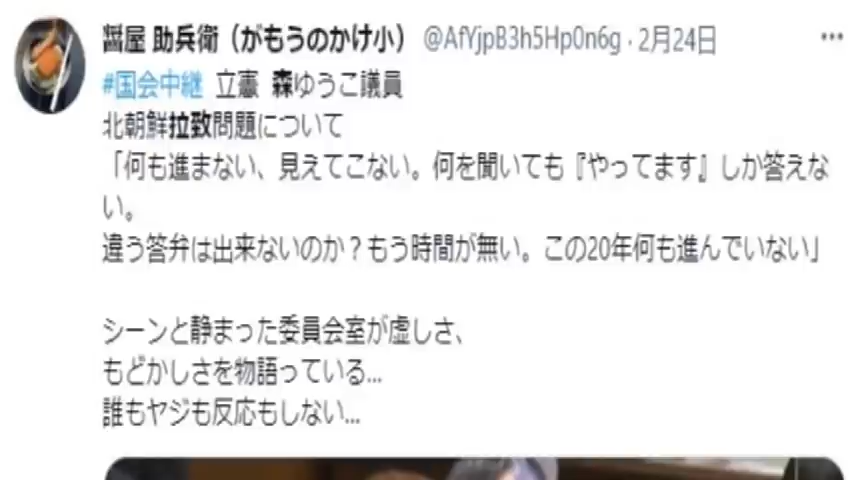 醤屋 助兵衛（がもうのかけ小） @AfYjpB3h5Hp0n6g · 2月24日 ···
#国会中継 立憲 森ゆうこ議員
北朝鮮拉致問題について
「何も進まない、見えてこない。何を聞いても『やってます』しか答えな
い。
違う答弁は出来ないのか？もう時間が無い。この20年何も進んでいない」
シーンと静まった委員会室が虚しさ、
もどかしさを物語っている...
誰もヤジも反応もしない...